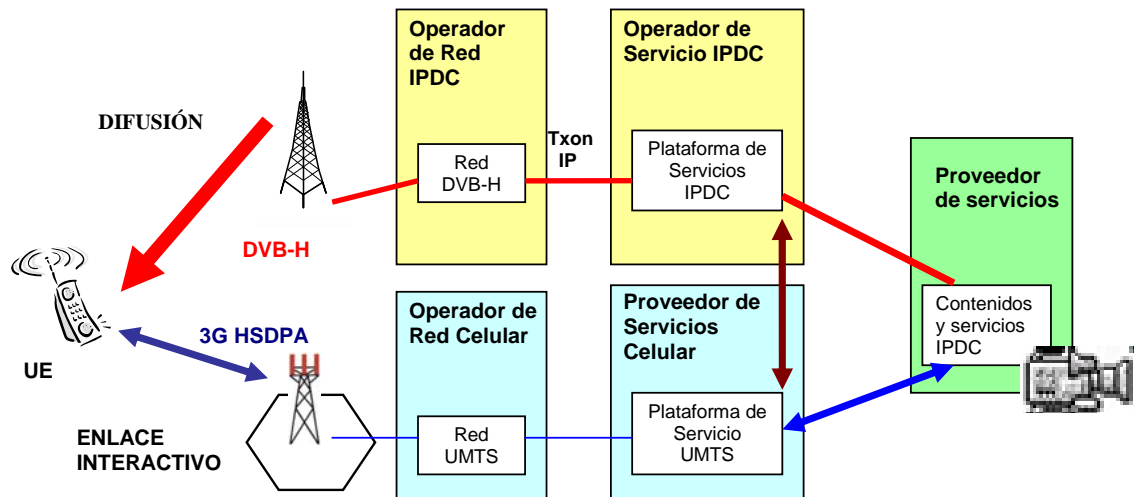 Operador
de Red
IPDC
Operador de
Servicio IPDC
DIFUSIÓN
Txon
IP
Red
DVB-H
Plataforma de
Servicios
IPDC
Proveedor
de servicios
DVB-H
Contenidos
y servicios
IPDC
Operador de
Red Celular
Proveedor de
Servicios
Celular
3G HSDPA
UE
ENLACE
INTERACTIVO
Red
UMTS
Plataforma de
Servicio
UMTS